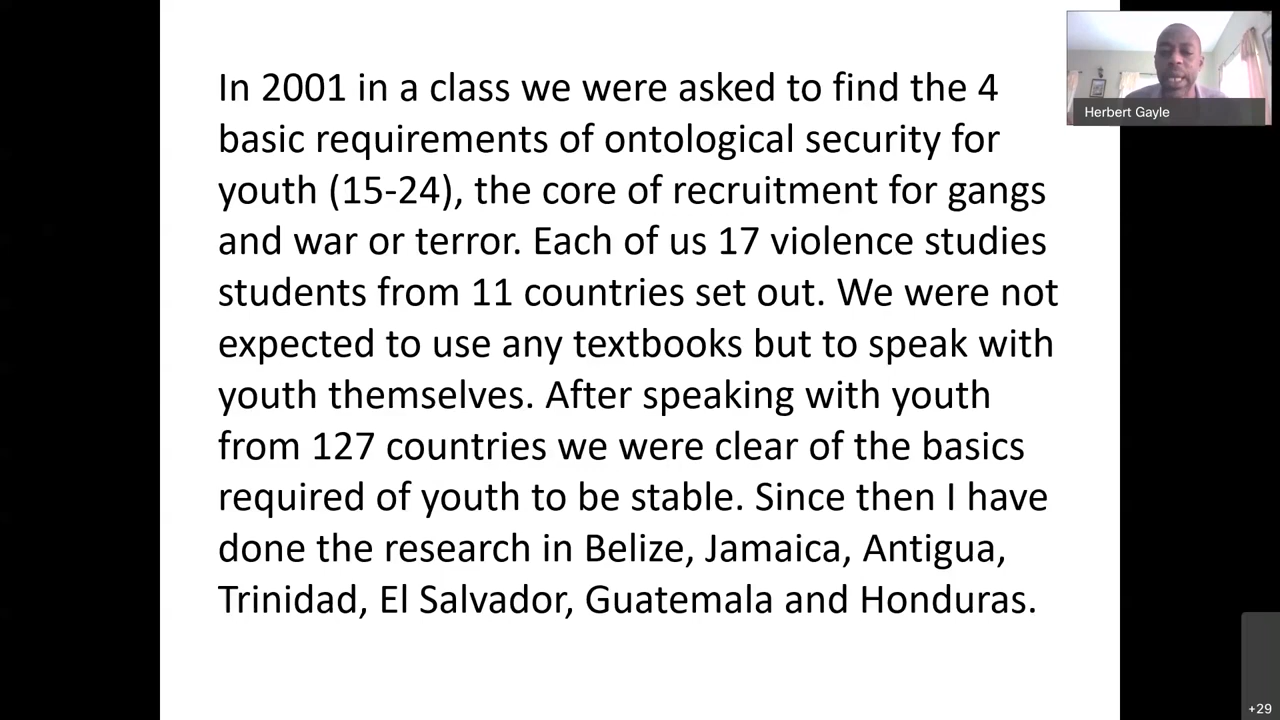 In 2001 in a class we were asked to find the 4
basic requirements of ontological security for
youth (15-24), the core of recruitment for gangs
and war or terror. Each of us 17 violence studies
students from 11 countries set out. We were not
expected to use any textbooks but to speak with
youth themselves. After speaking with youth
from 127 countries we were clear of the basics
required of youth to be stable. Since then I have
done the research in Belize, Jamaica, Antigua,
Trinidad, El Salvador, Guatemala and Honduras.
Herbert Gayle
+29